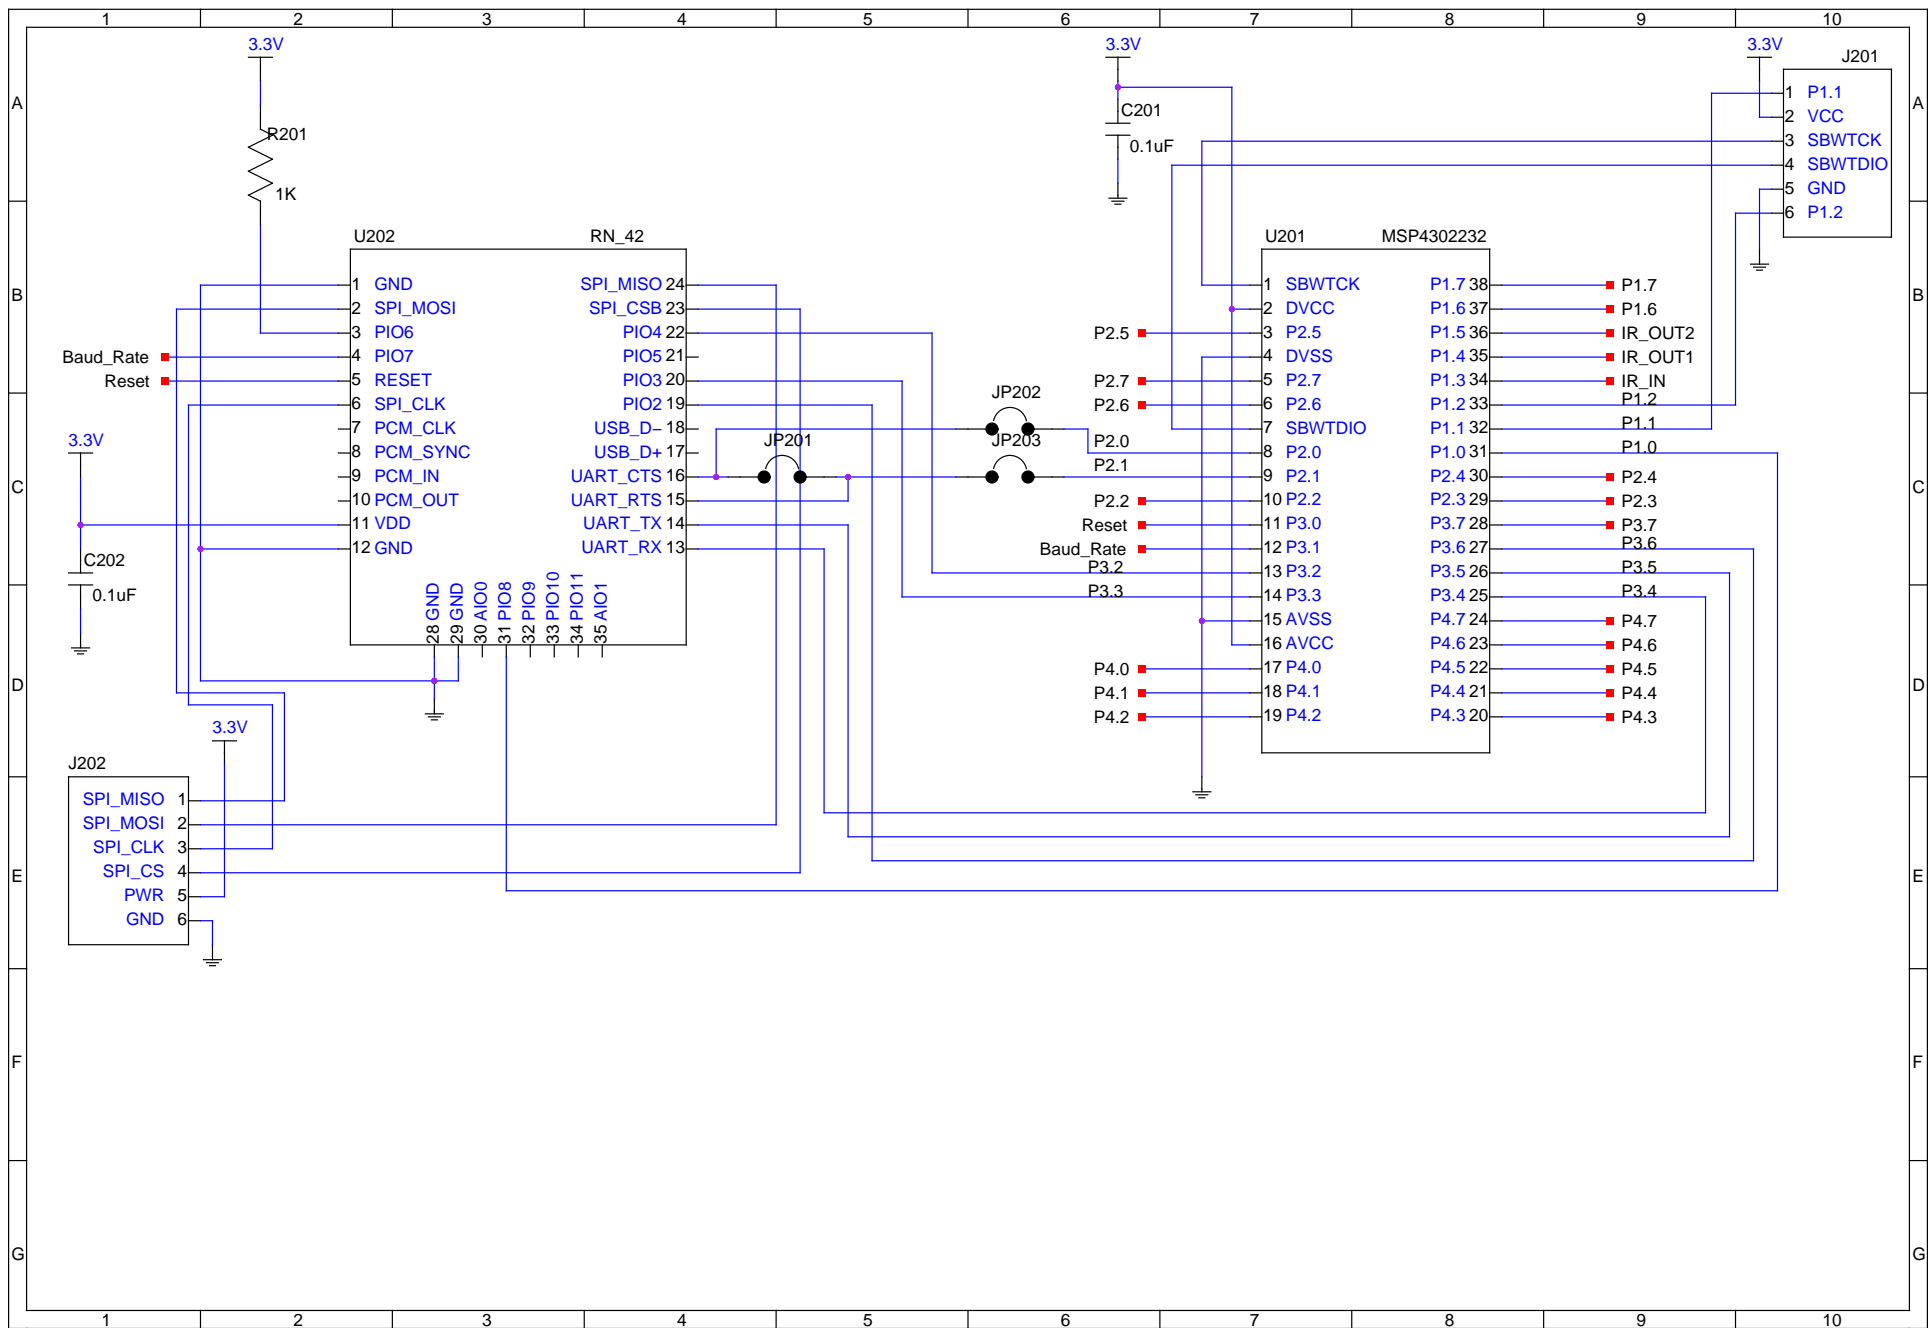 1 2 3 4 5 6 7 8 9 10
3.3V 3.3V 3.3V
J201
A A
R201
1K
C201
0.1uF
1 P1.1
2 VCC
3 SBWTCK
4 SBWTDIO
5 GND
6 P1.2
U202 RN_42
1 GND
2 SPI_MOSI
3 PIO6
4 PIO7
5 RESET
6 SPI_CLK
7 PCM_CLK
8 PCM_SYNC
9 PCM_IN
10 PCM_OUT
11 VDD
12 GND
SPI_MISO 24
SPI_CSB 23
PIO4 22
PIO5 21
PIO3 20
PIO2 19
USB_D− 18
USB_D+ 17
UART_CTS 16
UART_RTS 15
UART_TX 14
UART_RX 13
28 GND
29 GND
30 AIO0
31 PIO8
32 PIO9
33 PIO10
34 PIO11
35 AIO1
B B
Baud_Rate
Reset
3.3V
C202
0.1uF
JP201
JP202
JP203
U201 MSP4302232
1 SBWTCK
2 DVCC
3 P2.5
4 DVSS
5 P2.7
6 P2.6
7 SBWTDIO
8 P2.0
9 P2.1
10 P2.2
11 P3.0
12 P3.1
13 P3.2
14 P3.3
15 AVSS
16 AVCC
17 P4.0
18 P4.1
19 P4.2
P1.7 38
P1.6 37
P1.5 36
P1.4 35
P1.3 34
P1.2 33
P1.1 32
P1.0 31
P2.4 30
P2.3 29
P3.7 28
P3.6 27
P3.5 26
P3.4 25
P4.7 24
P4.6 23
P4.5 22
P4.4 21
P4.3 20
P2.5
P2.7
P2.6
P2.0
P2.1
P2.2
Reset
Baud_Rate
P3.2
P3.3
P4.0
P4.1
P4.2
P1.7
P1.6
IR_OUT2
IR_OUT1
IR_IN
P1.2
P1.1
P1.0
P2.4
P2.3
P3.7
P3.6
P3.5
P3.4
P4.7
P4.6
P4.5
P4.4
P4.3
C C
D D
3.3V
J202
SPI_MISO 1
SPI_MOSI 2
SPI_CLK 3
SPI_CS 4
PWR 5
GND 6
E E
F F
G G
1 2 3 4 5 6 7 8 9 10